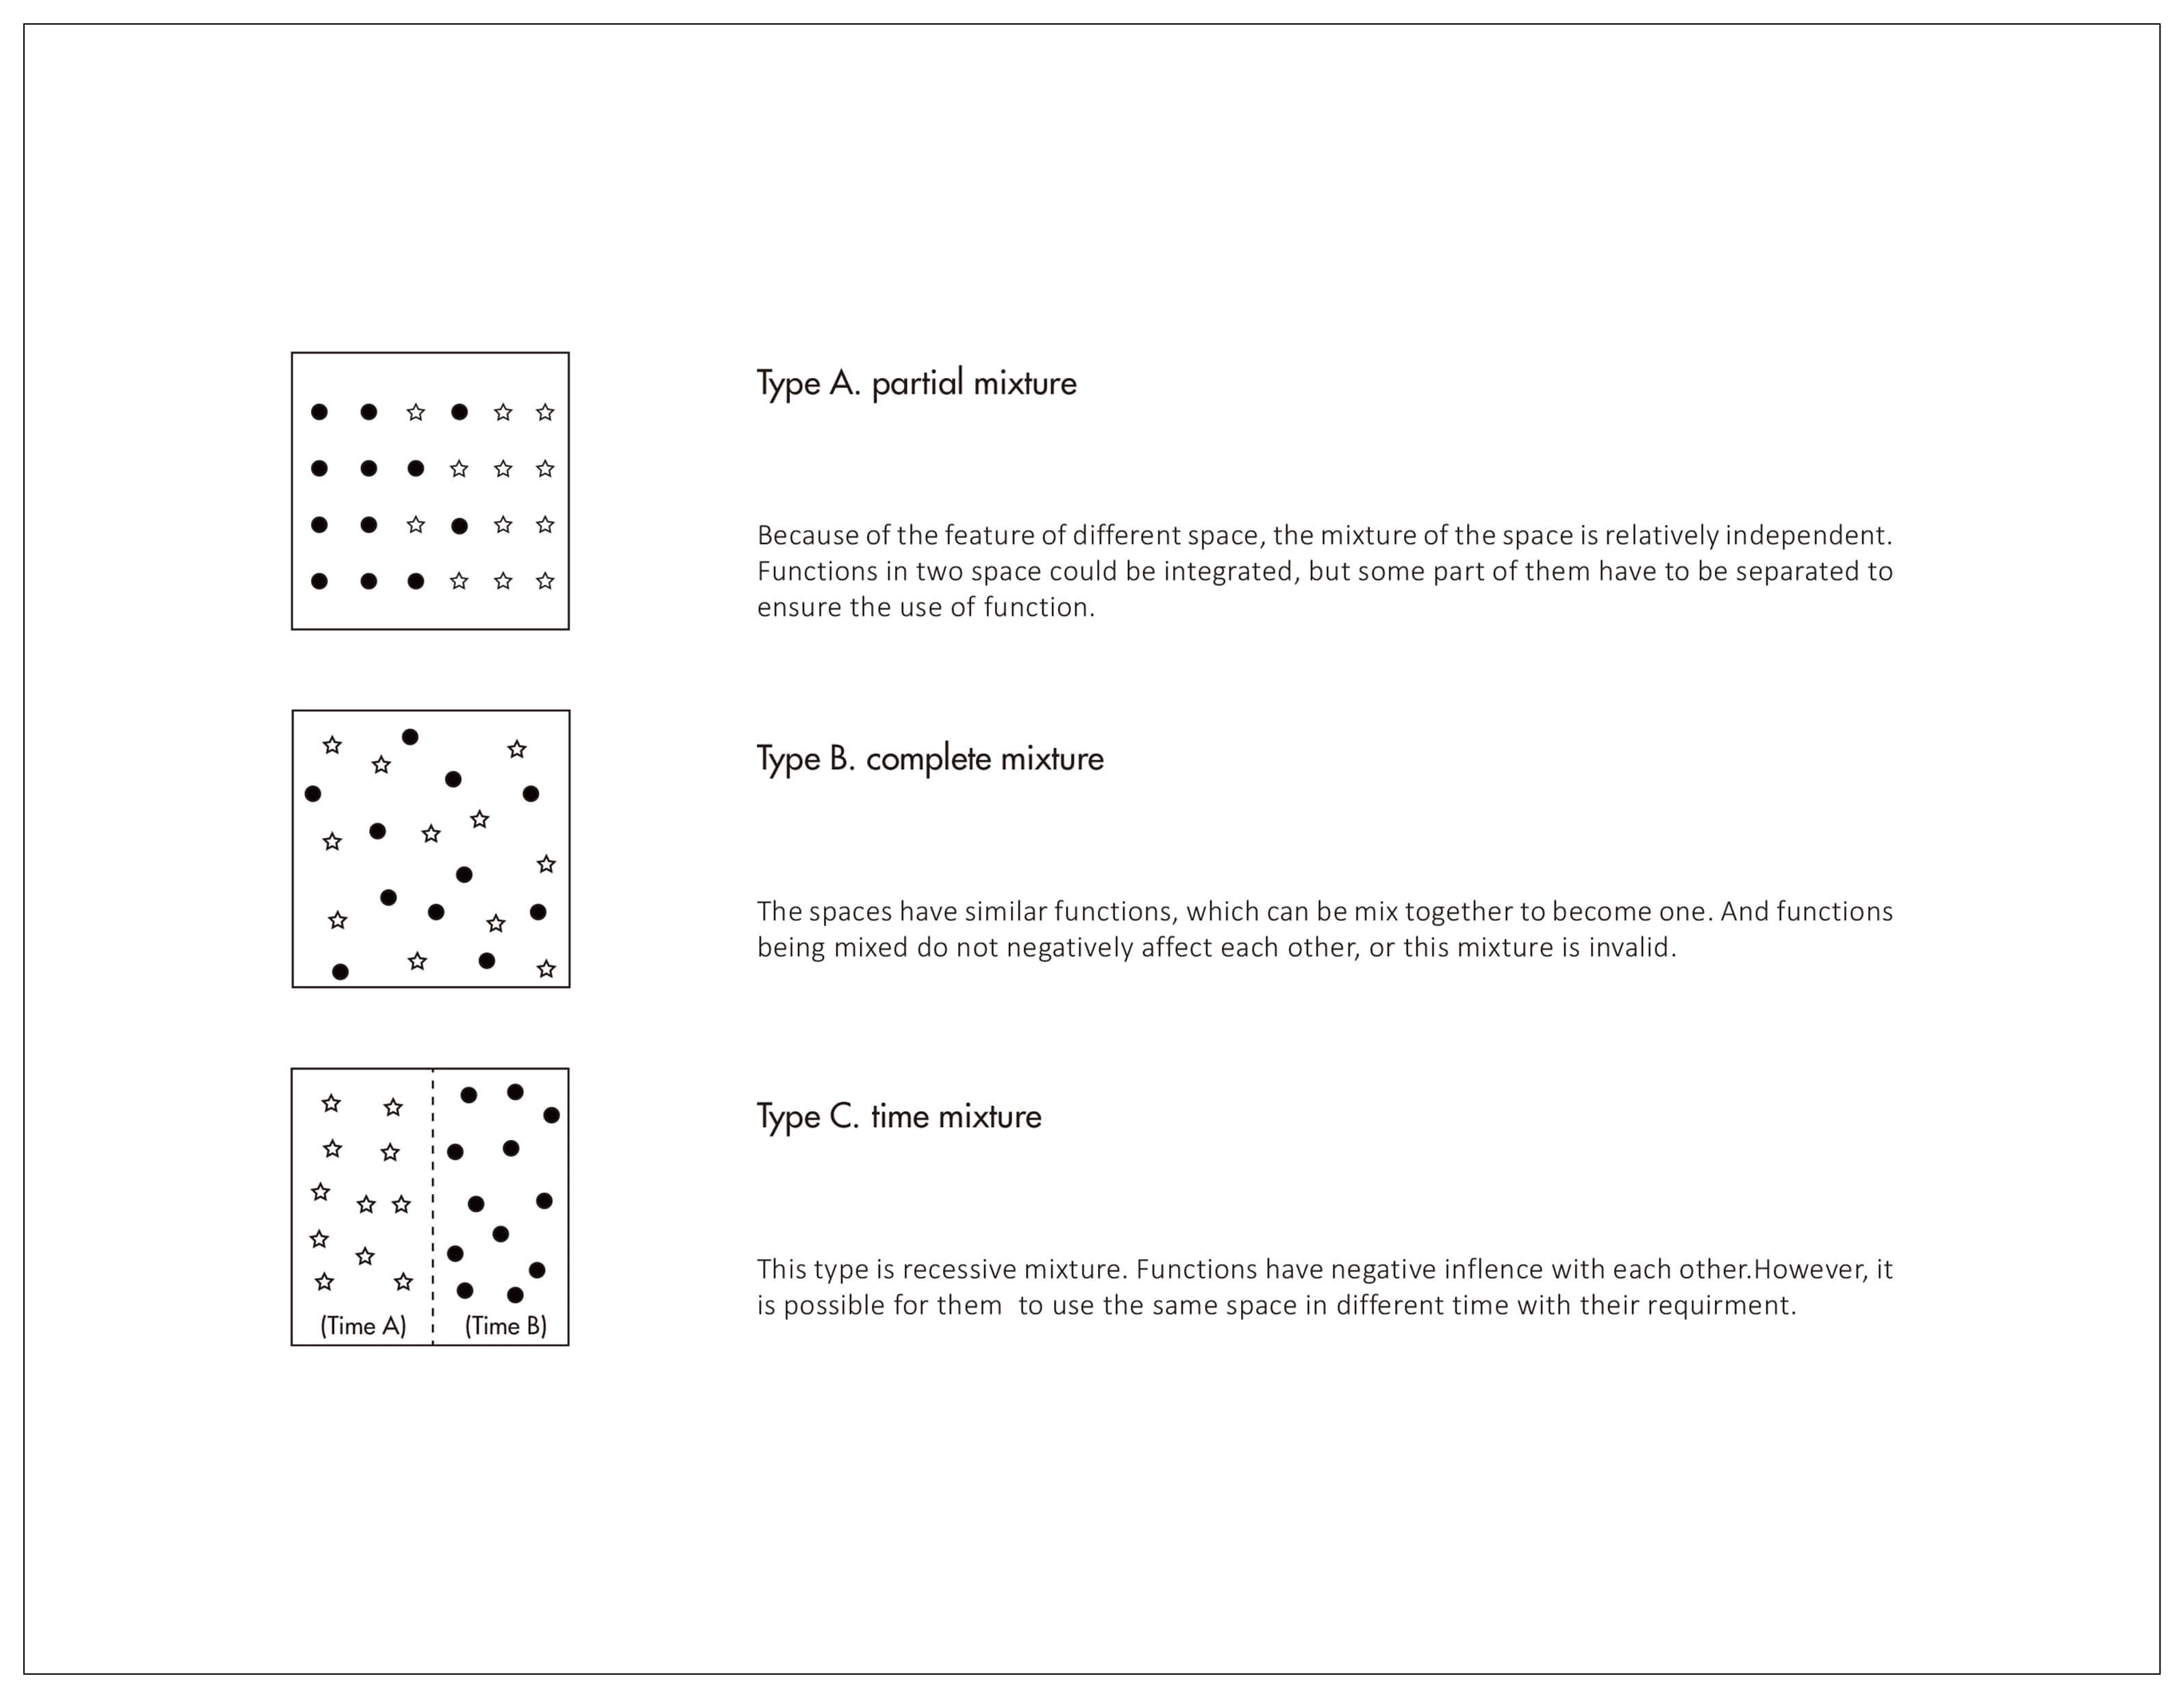 Type A. partial mixture
Because of the feature of different space, the mixture of the space is relatively independent.
Functions in two space could be integrated, but some part of them have to be separated to
ensure the use of function.
Type B. complete mixture
The spaces have similar functions, which can be mix together to become one. And functions
being mixed do not negatively affect each other, or this mixture is invalid.
(Time A) (Time B)
Type C. time mixture
This type is recessive mixture. Functions have negative inflence with each other.However, it
is possible for them  to use the same space in different time with their requirment.